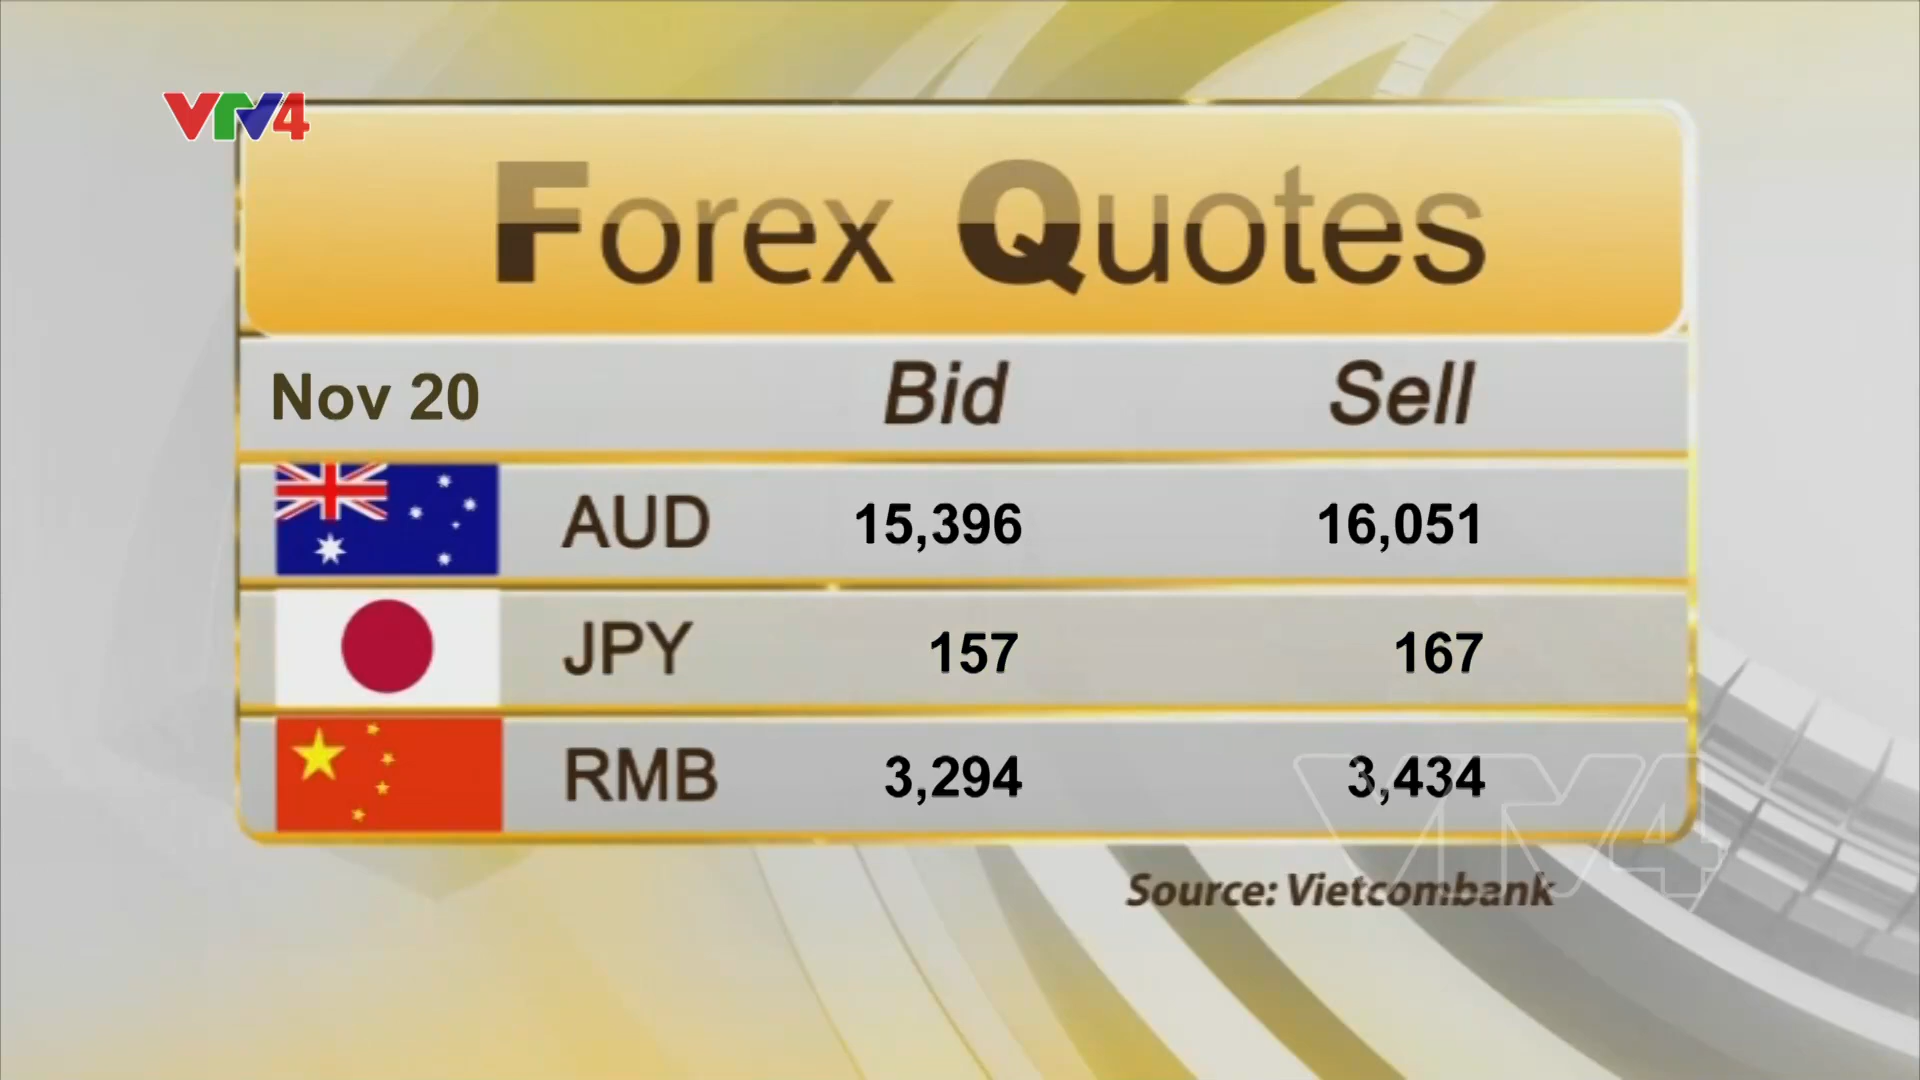 VTV4
Forex Quotes
Nov 20 Bid Sell
AUD 15,396 16,051
JPY 157 167
RMB 3,294 3,434
VTV4
Source: Vietcombank